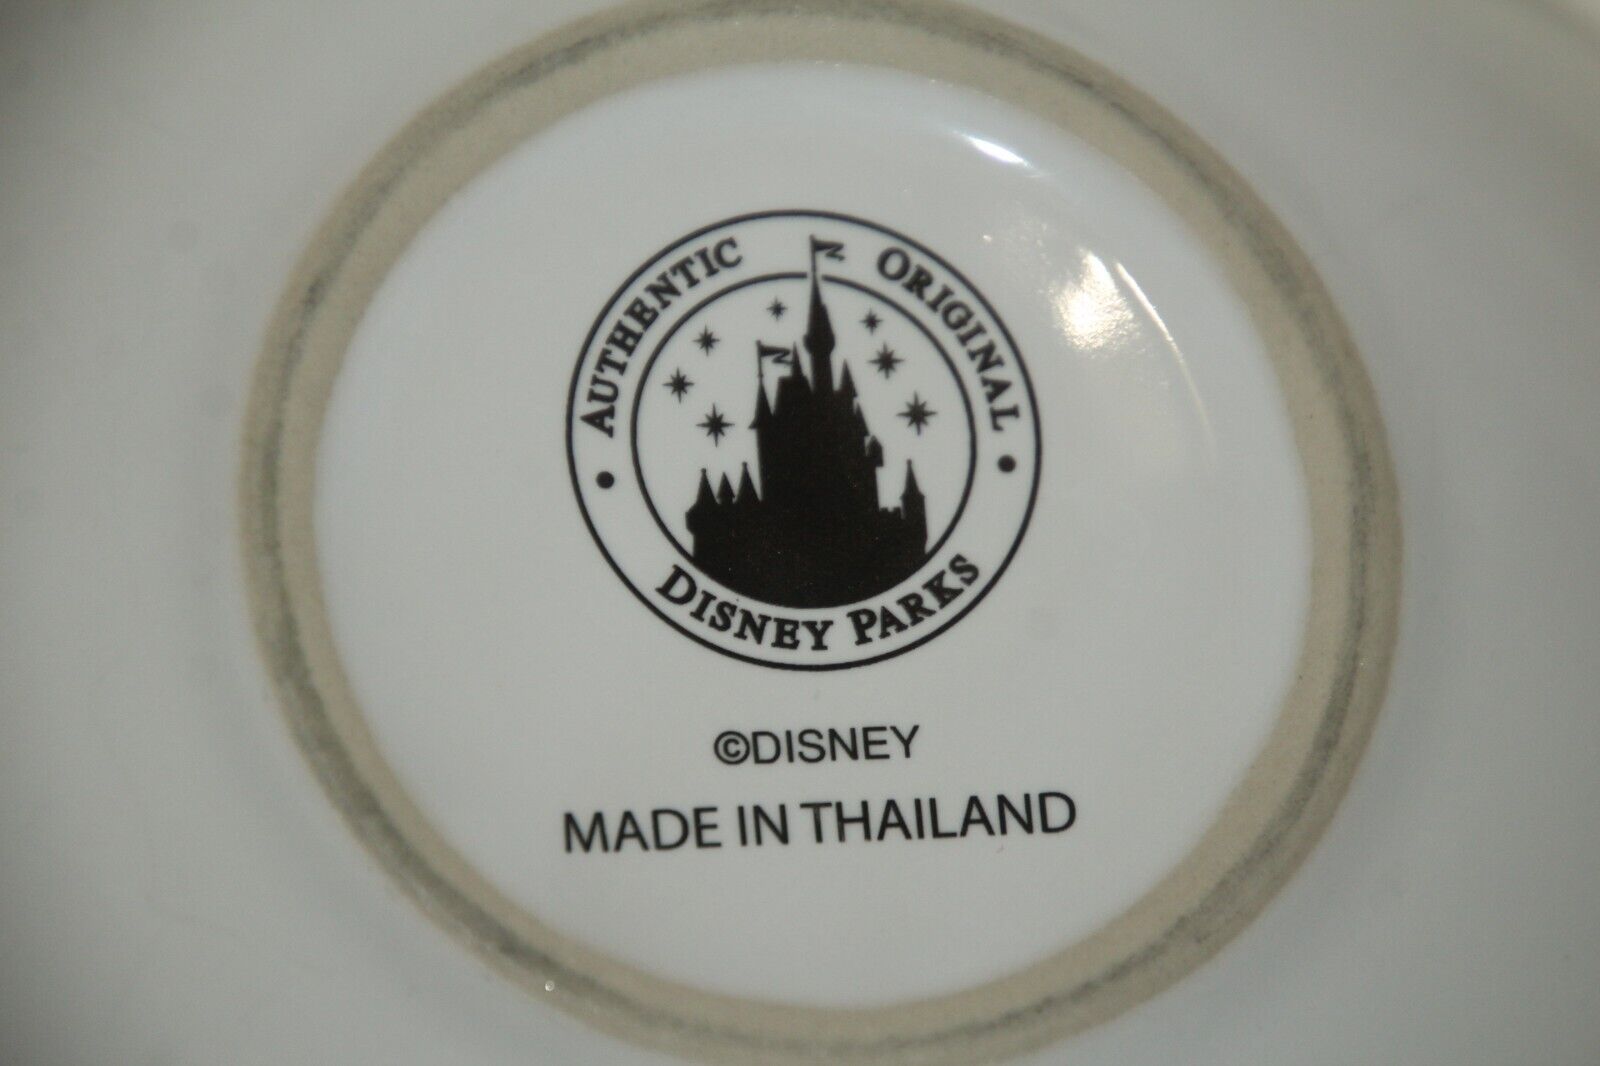 AUTHENTIC ORIGINAL
DISNEY PARKS
©DISNEY
MADE IN THAILAND